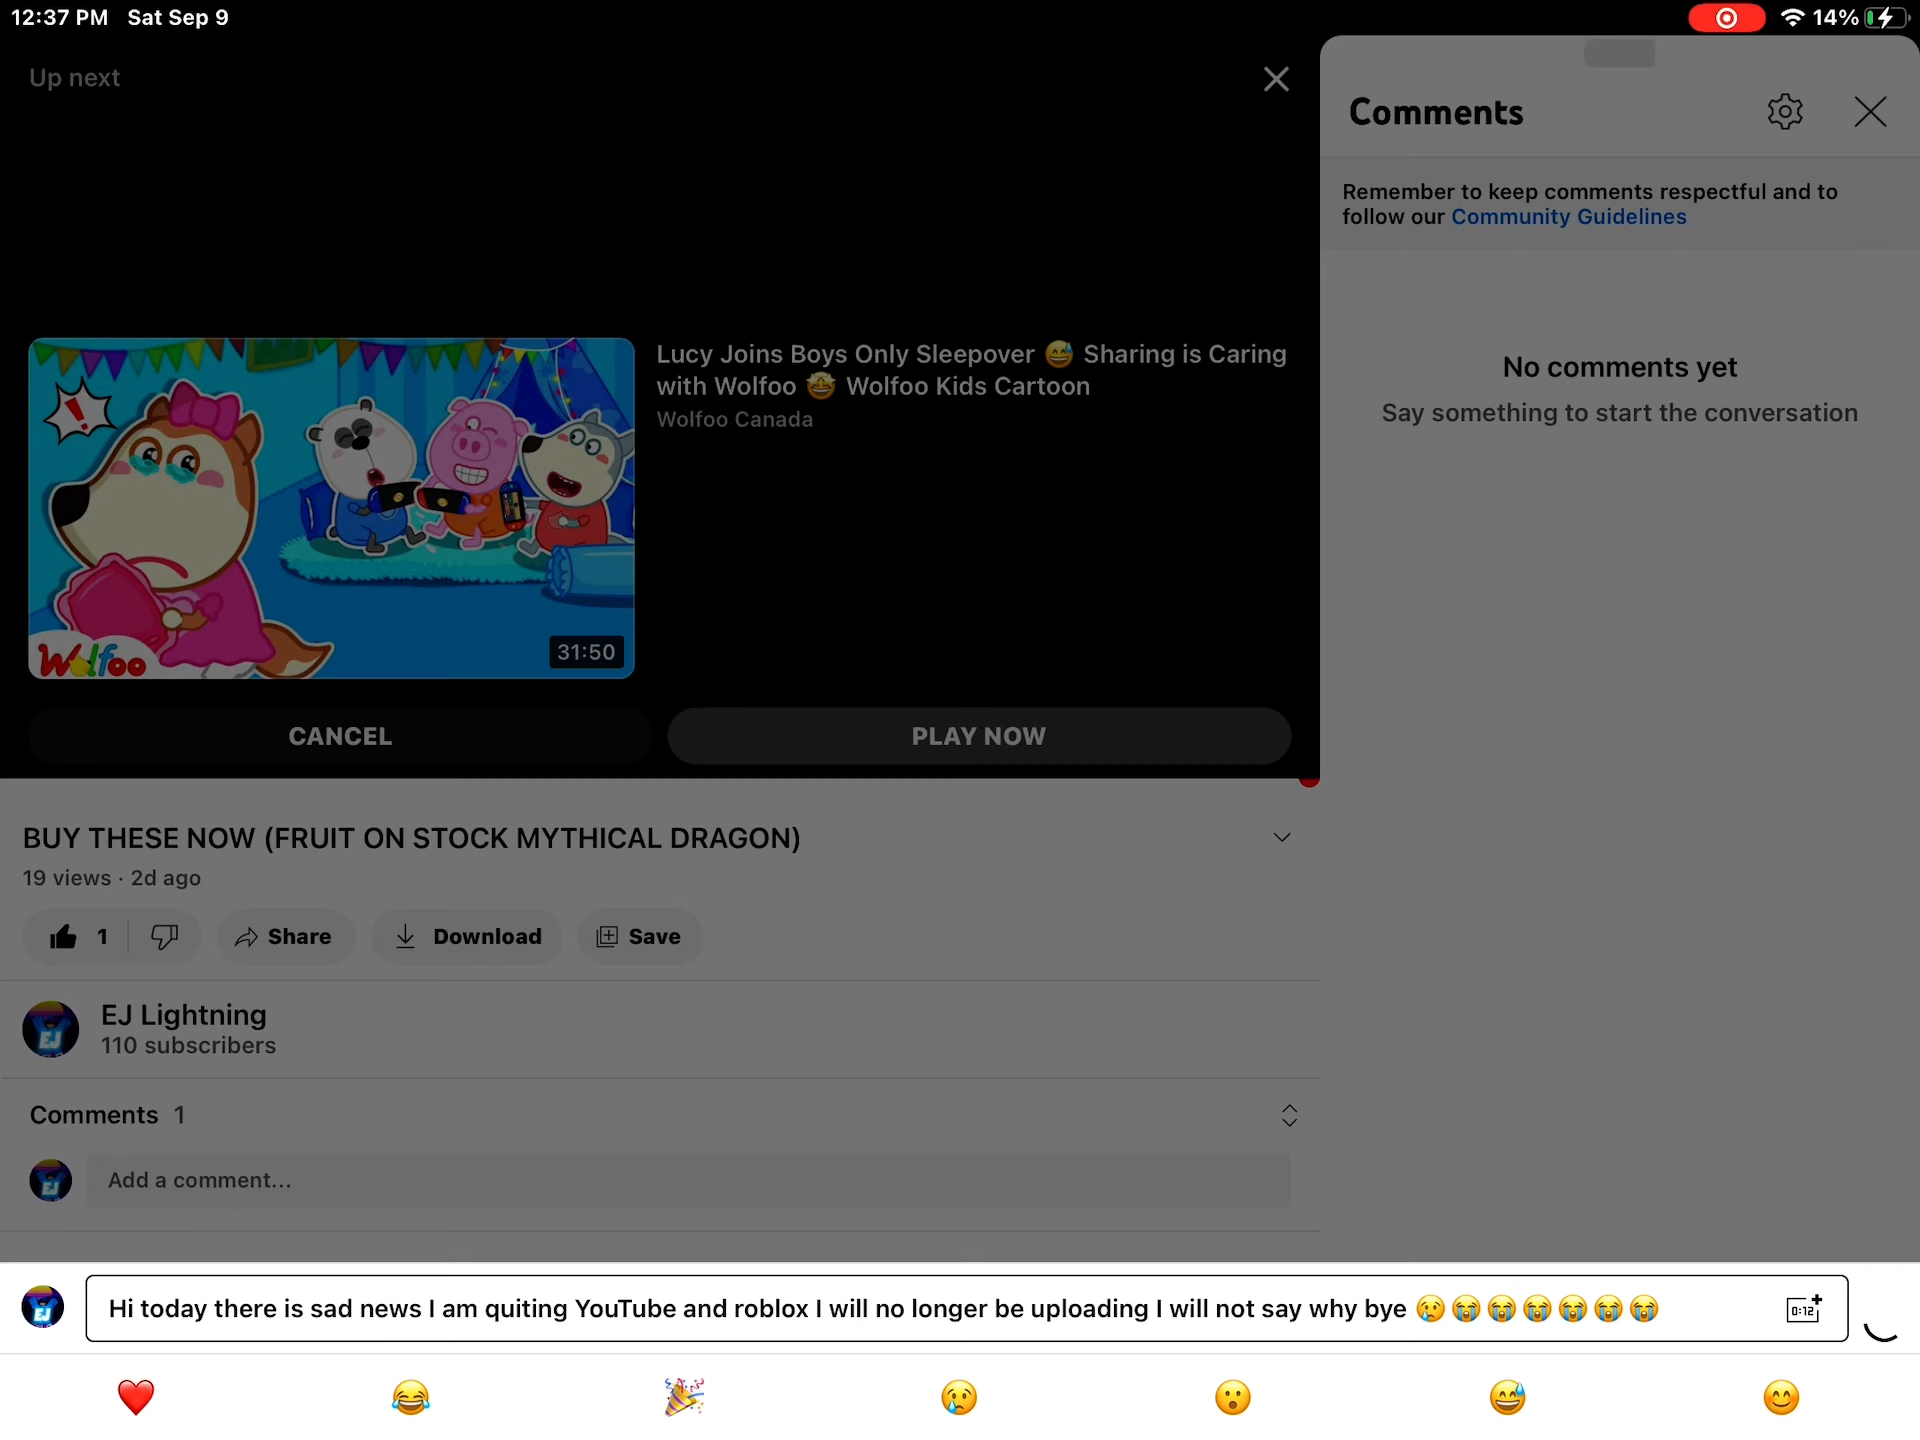 12:37 PM Sat Sep 9
14%
Up next
Comments
Remember to keep comments respectful and to
follow our Community Guidelines
No comments yet
Say something to start the conversation
Lucy Joins Boys Only Sleepover 😅 Sharing is Caring
with Wolfoo 🤩 Wolfoo Kids Cartoon
Wolfoo Canada
Wolfoo
31:50
CANCEL
PLAY NOW
BUY THESE NOW (FRUIT ON STOCK MYTHICAL DRAGON)
19 views · 2d ago
1
Share
Download
Save
EJ
EJ Lightning
110 subscribers
Comments 1
EJ
Add a comment...
EJ
Hi today there is sad news I am quiting YouTube and roblox I will no longer be uploading I will not say why bye 😢😭😭😭😭😭😭
0:12